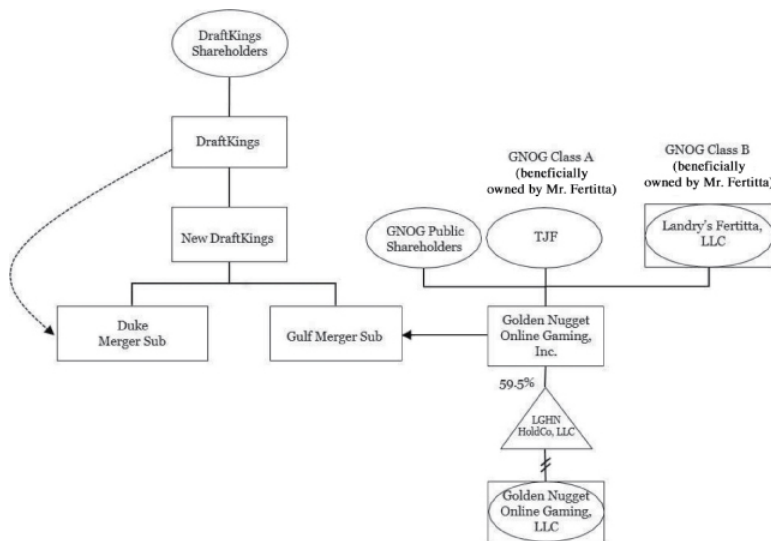 DraftKings
Shareholders
DraftKings
New DraftKings
Duke
Merger Sub
Gulf Merger Sub
GNOG Class A
(beneficially
owned by Mr. Fertitta)
GNOG Class B
(beneficially
owned by Mr. Fertitta)
GNOG Public
Shareholders
TJF
Landry's Fertitta,
LLC
Golden Nugget
Online Gaming,
Inc.
59.5%
LGHN
HoldCo, LLC
Golden Nugget
Online Gaming,
LLC